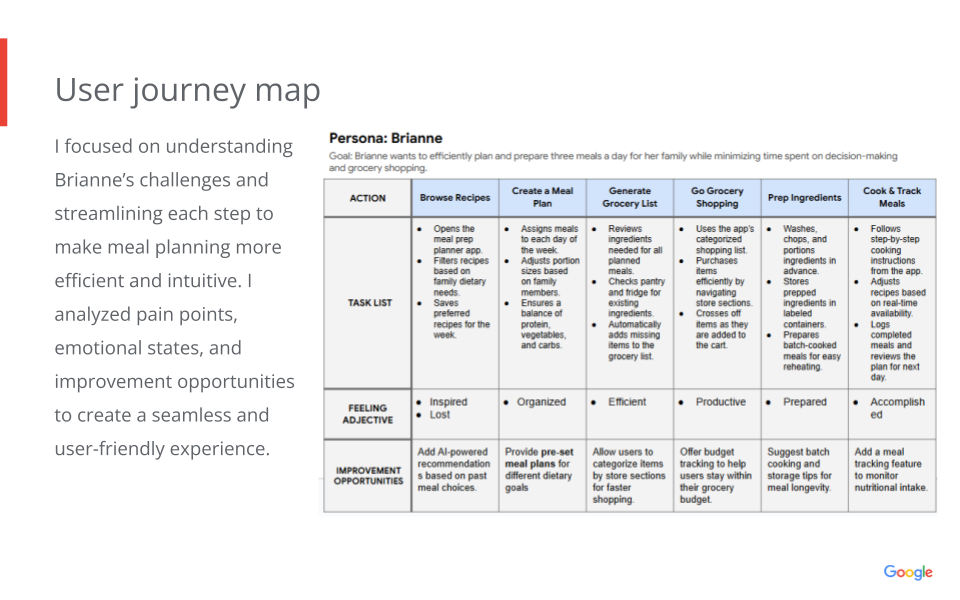 User journey map
I focused on understanding
Brianne’s challenges and
streamlining each step to
make meal planning more
efficient and intuitive. I
analyzed pain points,
emotional states, and
improvement opportunities
to create a seamless and
user-friendly experience.
Persona: Brianne
Goal: Brianne wants to efficiently plan and prepare three meals a day for her family while minimizing time spent on decision-making
and grocery shopping.
ACTION
Browse Recipes
Create a Meal
Plan
Generate
Grocery List
Go Grocery
Shopping
Prep Ingredients
Cook & Track
Meals
TASK LIST
● Opens the
meal prep
planner app.
● Filters recipes
based on
family dietary
needs.
● Saves
preferred
recipes for the
week.
● Assigns meals
to each day of
the week.
● Adjusts portion
sizes based
on family
members.
● Ensures a
balance of
protein,
vegetables,
and carbs.
● Reviews
ingredients
needed for all
planned
meals.
● Checks pantry
and fridge for
existing
ingredients.
● Automatically
adds missing
items to the
grocery list.
● Uses the app's
categorized
shopping list.
● Purchases
items
efficiently by
navigating
store sections.
● Crosses off
items as they
are added to
the cart.
● Washes,
chops, and
portions
ingredients in
advance.
● Stores
prepped
ingredients in
labeled
containers.
● Prepares
batch-cooked
meals for easy
reheating.
● Follows
step-by-step
cooking
instructions
from the app.
● Adjusts
recipes based
on real-time
availability.
● Logs
completed
meals and
reviews the
plan for next
day.
FEELING
ADJECTIVE
● Inspired
● Lost
● Organized
● Efficient
● Productive
● Prepared
● Accomplish
ed
IMPROVEMENT
OPPORTUNITIES
Add AI-powered
recommendation
s based on past
meal choices.
Provide pre-set
meal plans for
different dietary
goals
Allow users to
categorize items
by store sections
for faster
shopping.
Offer budget
tracking to help
users stay within
their grocery
budget.
Suggest batch
cooking and
storage tips for
meal longevity.
Add a meal
tracking feature
to monitor
nutritional intake.
Google